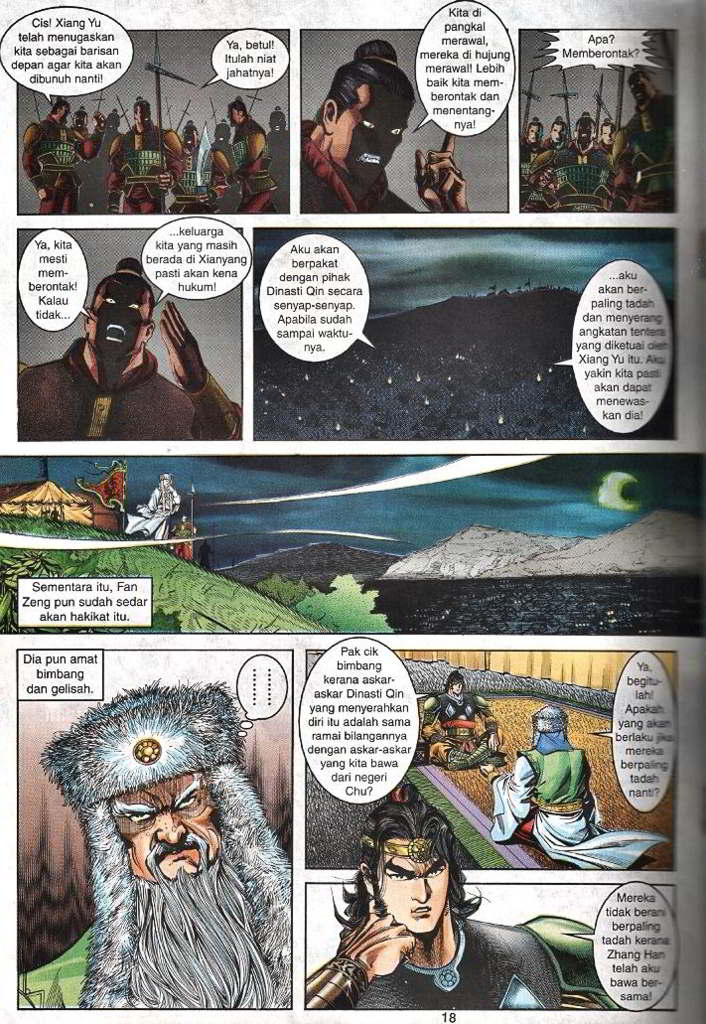 Cis! Xiang Yu
telah menugaskan
kita sebagai barisan
depan agar kita akan
dibunuh nanti!
Ya, betul!
Itulah niat
jahatnya!
Kita di
pangkal
merawal,
mereka di hujung
merawal! Lebih
baik kita mem-
berontak dan
menentang-
nya!
Apa?
Memberontak?
Ya, kita
mesti
mem-
berontak!
Kalau
tidak...
...keluarga
kita yang masih
berada di Xianyang
pasti akan kena
hukum!
Aku akan
berpakat
dengan pihak
Dinasti Qin secara
senyap-senyap.
Apabila sudah
sampai waktu-
nya.
...aku
akan ber-
paling tadah
dan menyerang
angkatan tentera
yang diketuai oleh
Xiang Yu itu. Aku
yakin kita pasti
akan dapat
menewas-
kan dia!
Sementara itu, Fan
Zeng pun sudah sedar
akan hakikat itu.
Dia pun amat
bimbang
dan gelisah.
Pak cik
bimbang
kerana askar-
askar Dinasti Qin
yang menyerahkan
diri itu adalah sama
ramai bilangannya
dengan askar-askar
yang kita bawa
dari negeri
Chu?
Ya,
begitu-
lah!
Apakah
yang akan
berlaku jika
mereka
berpaling
tadah
nanti?
Mereka
tidak berani
berpaling
tadah kerana
Zhang Han
telah aku
bawa ber-
sama!
18